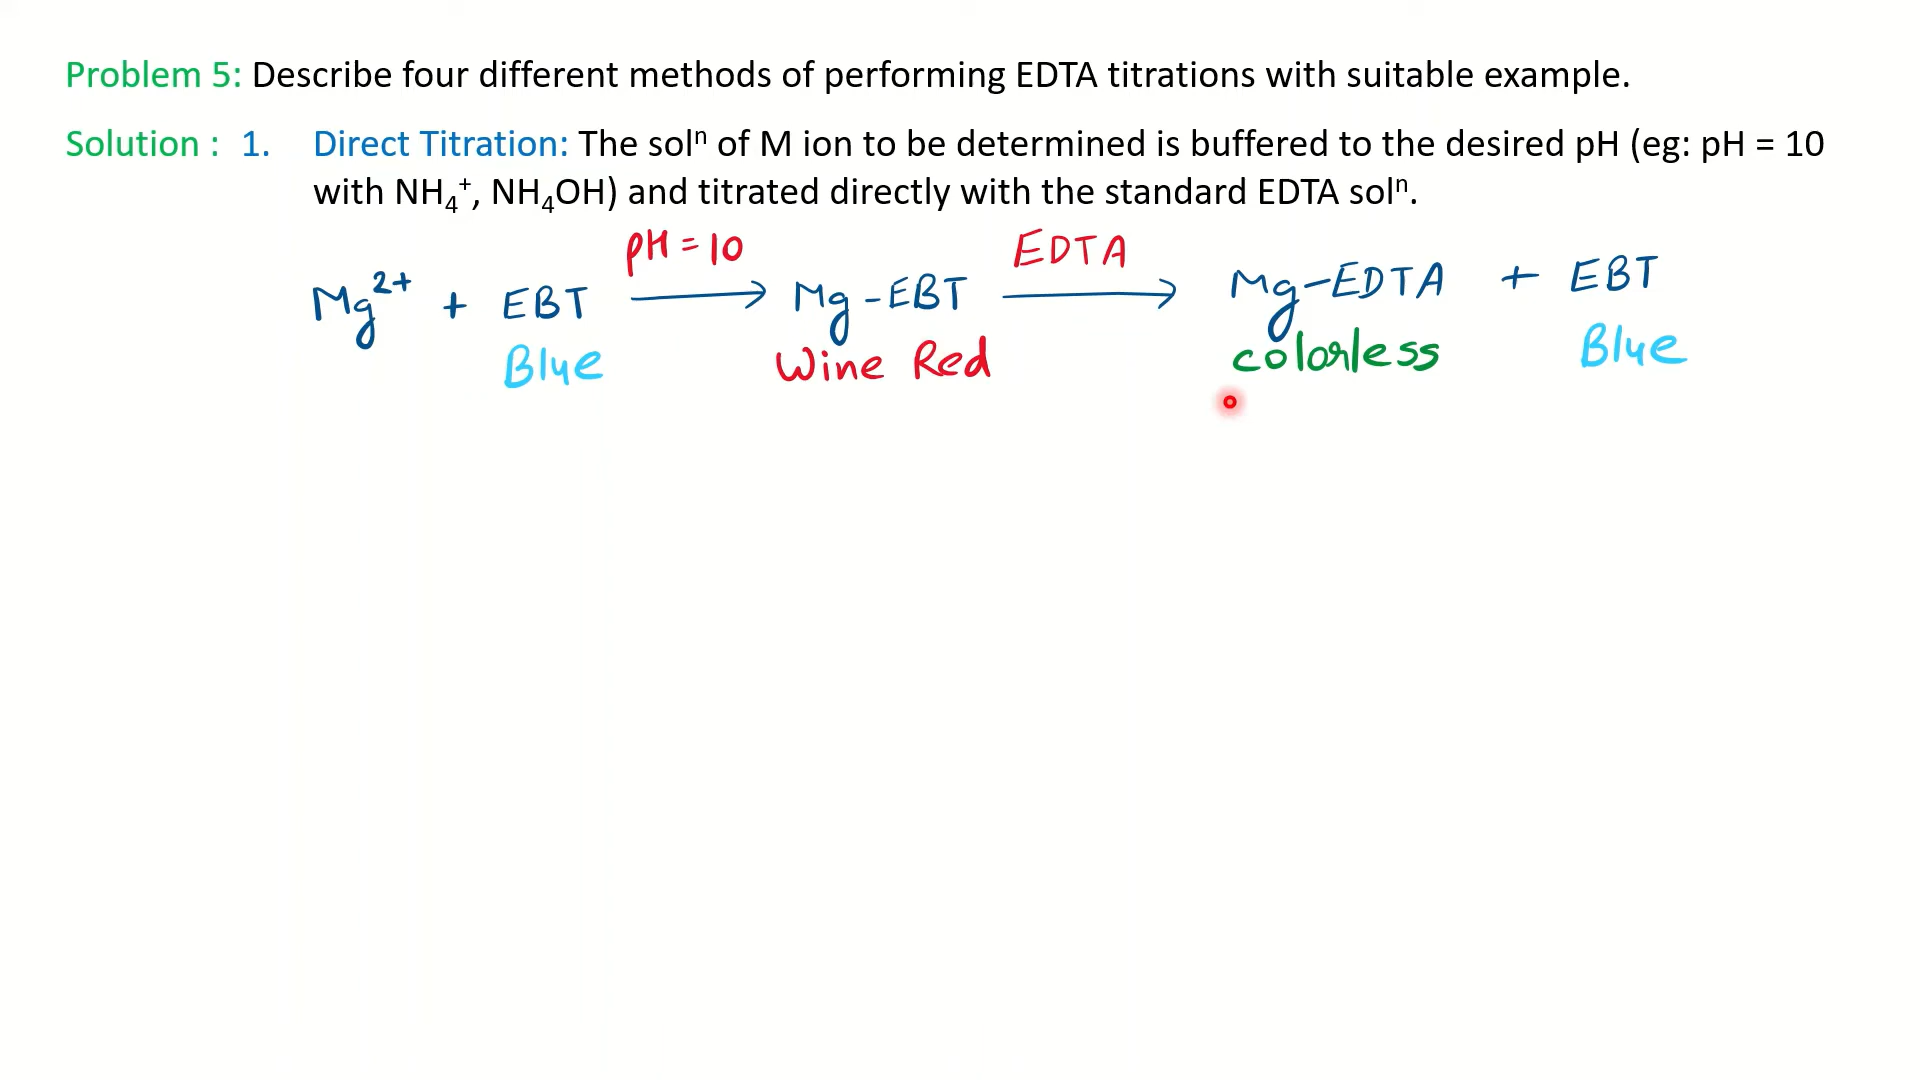 Problem 5: Describe four different methods of performing EDTA titrations with suitable example.
Solution : 1. Direct Titration: The solⁿ of M ion to be determined is buffered to the desired pH (eg: pH = 10
with NH₄⁺, NH₄OH) and titrated directly with the standard EDTA solⁿ.
pH = 10 EDTA
Mg²⁺ + EBT → Mg-EBT → Mg-EDTA + EBT
Blue Wine Red colorless Blue